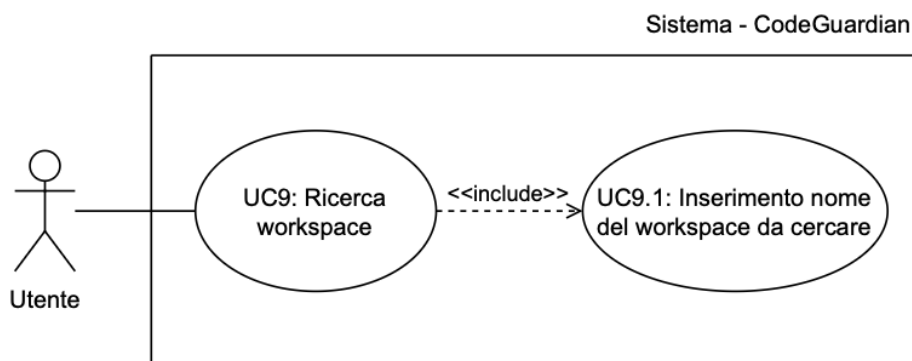 Sistema - CodeGuardian
UC9: Ricerca
workspace
<<include>>
UC9.1: Inserimento nome
del workspace da cercare
Utente